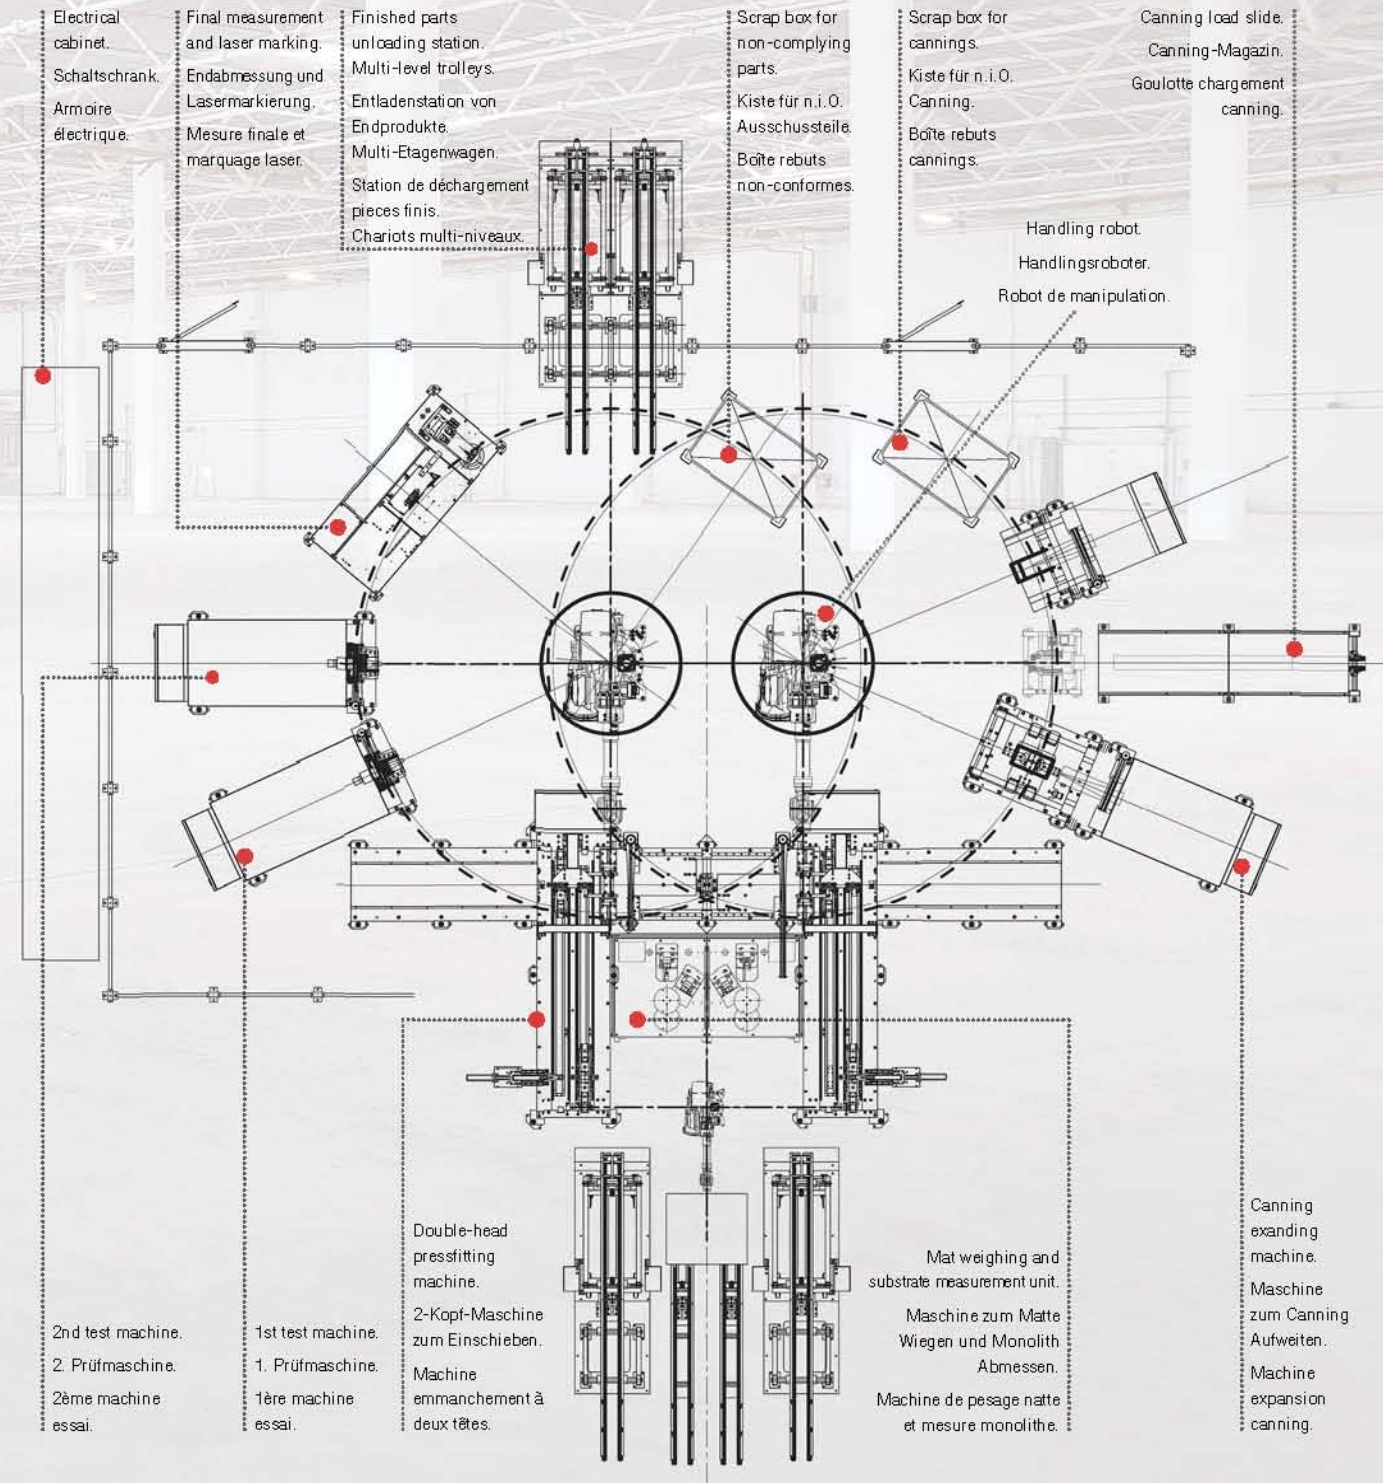 Electrical
cabinet.
Schaltschrank.
Armoire
électrique.
Final measurement
and laser marking.
Endabmessung und
Lasermarkierung.
Mesure finale et
marquage laser.
Finished parts
unloading station.
Multi-level trolleys.
Entladenstation von
Endprodukte.
Multi-Etagenwagen.
Station de déchargement
pieces finis.
Chariots multi-niveaux.
Scrap box for
non-complying
parts.
Kiste für n.i.O.
Ausschussteile.
Boîte rebuts
non-conformes.
Scrap box for
cannings.
Kiste für n.i.O.
Canning.
Boîte rebuts
cannings.
Canning load slide.
Canning-Magazin.
Goulotte chargement
canning.
Handling robot.
Handlingsroboter.
Robot de manipulation.
2nd test machine.
2. Prüfmaschine.
2ème machine
essai.
1st test machine.
1. Prüfmaschine.
1ère machine
essai.
Double-head
pressfitting
machine.
2-Kopf-Maschine
zum Einschieben.
Machine
emmanchement à
deux têtes.
Mat weighing and
substrate measurement unit.
Maschine zum Matte
Wiegen und Monolith
Abmessen.
Machine de pesage natte
et mesure monolithe.
Canning
exanding
machine.
Maschine
zum Canning
Aufweiten.
Machine
expansion
canning.